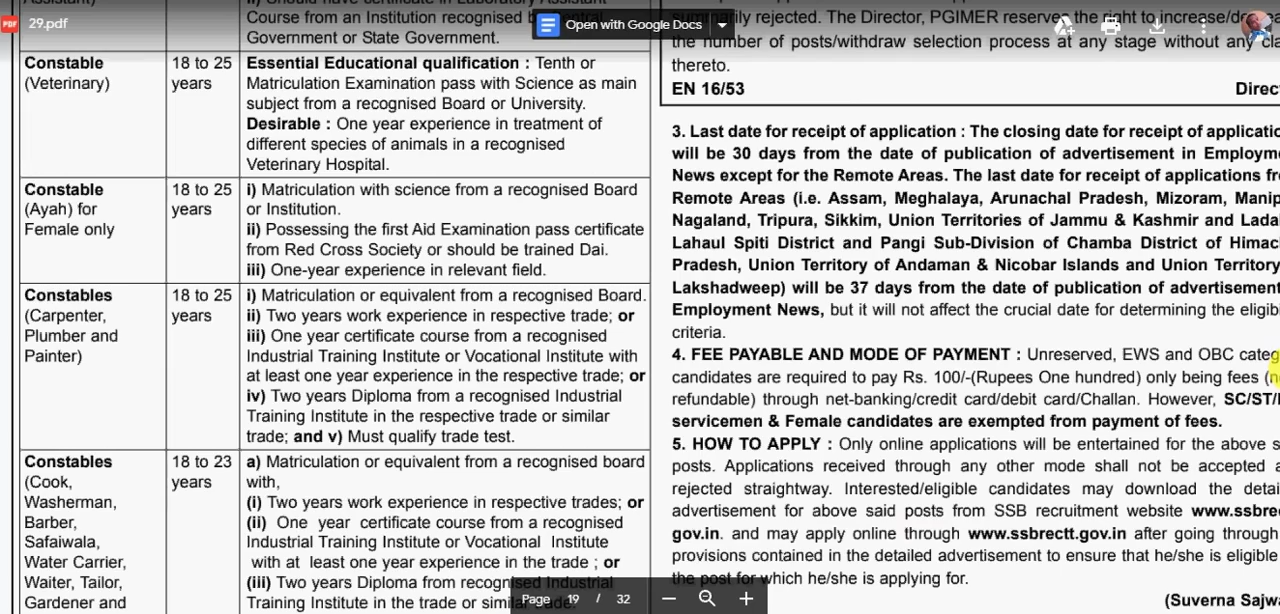 29.pdf
Open with Google Docs
Course from an Institution recognised
Government or State Government.
Constable
(Veterinary)
18 to 25
years
Essential Educational qualification : Tenth or
Matriculation Examination pass with Science as main
subject from a recognised Board or University.
Desirable : One year experience in treatment of
different species of animals in a recognised
Veterinary Hospital.
Constable
(Ayah) for
Female only
18 to 25
years
i) Matriculation with science from a recognised Board
or Institution.
ii) Possessing the first Aid Examination pass certificate
from Red Cross Society or should be trained Dai.
iii) One-year experience in relevant field.
Constables
(Carpenter,
Plumber and
Painter)
18 to 25
years
i) Matriculation or equivalent from a recognised Board.
ii) Two years work experience in respective trade; or
iii) One year certificate course from a recognised
Industrial Training Institute or Vocational Institute with
at least one year experience in the respective trade; or
iv) Two years Diploma from a recognised Industrial
Training Institute in the respective trade or similar
trade; and v) Must qualify trade test.
Constables
(Cook,
Washerman,
Barber,
Safaiwala,
Water Carrier,
Waiter, Tailor,
Gardener and
18 to 23
years
a) Matriculation or equivalent from a recognised board
with,
(i) Two years work experience in respective trades; or
(ii) One year certificate course from a recognised
Industrial Training Institute or Vocational Institute
with at least one year experience in the trade ; or
(iii) Two years Diploma from recognised Industrial
Training Institute in the trade or similar trade.
rejected. The Director, PGIMER reserves the right to increase/de
the number of posts/withdraw selection process at any stage without any cla
thereto.
EN 16/53
Direc
3. Last date for receipt of application : The closing date for receipt of applicatio
will be 30 days from the date of publication of advertisement in Employme
News except for the Remote Areas. The last date for receipt of applications fr
Remote Areas (i.e. Assam, Meghalaya, Arunachal Pradesh, Mizoram, Manip
Nagaland, Tripura, Sikkim, Union Territories of Jammu & Kashmir and Lada
Lahaul Spiti District and Pangi Sub-Division of Chamba District of Himac
Pradesh, Union Territory of Andaman & Nicobar Islands and Union Territory
Lakshadweep) will be 37 days from the date of publication of advertisement
Employment News, but it will not affect the crucial date for determining the eligibi
criteria.
4. FEE PAYABLE AND MODE OF PAYMENT : Unreserved, EWS and OBC categ
candidates are required to pay Rs. 100/-(Rupees One hundred) only being fees (n
refundable) through net-banking/credit card/debit card/Challan. However, SC/ST/
servicemen & Female candidates are exempted from payment of fees.
5. HOW TO APPLY : Only online applications will be entertained for the above s
posts. Applications received through any other mode shall not be accepted a
rejected straightway. Interested/eligible candidates may download the detai
advertisement for above said posts from SSB recruitment website www.ssbrec
gov.in. and may apply online through www.ssbrectt.gov.in after going through
provisions contained in the detailed advertisement to ensure that he/she is eligible
the post for which he/she is applying for.
(Suverna Sajwa
Page 19 / 32